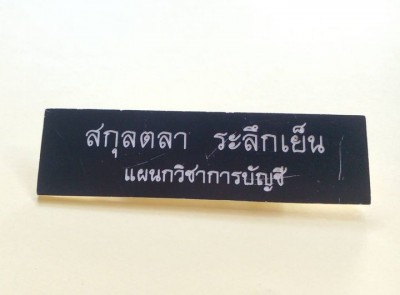 สกุลตลา ระลึกเย็น
แผนกวิชาการบัญชี